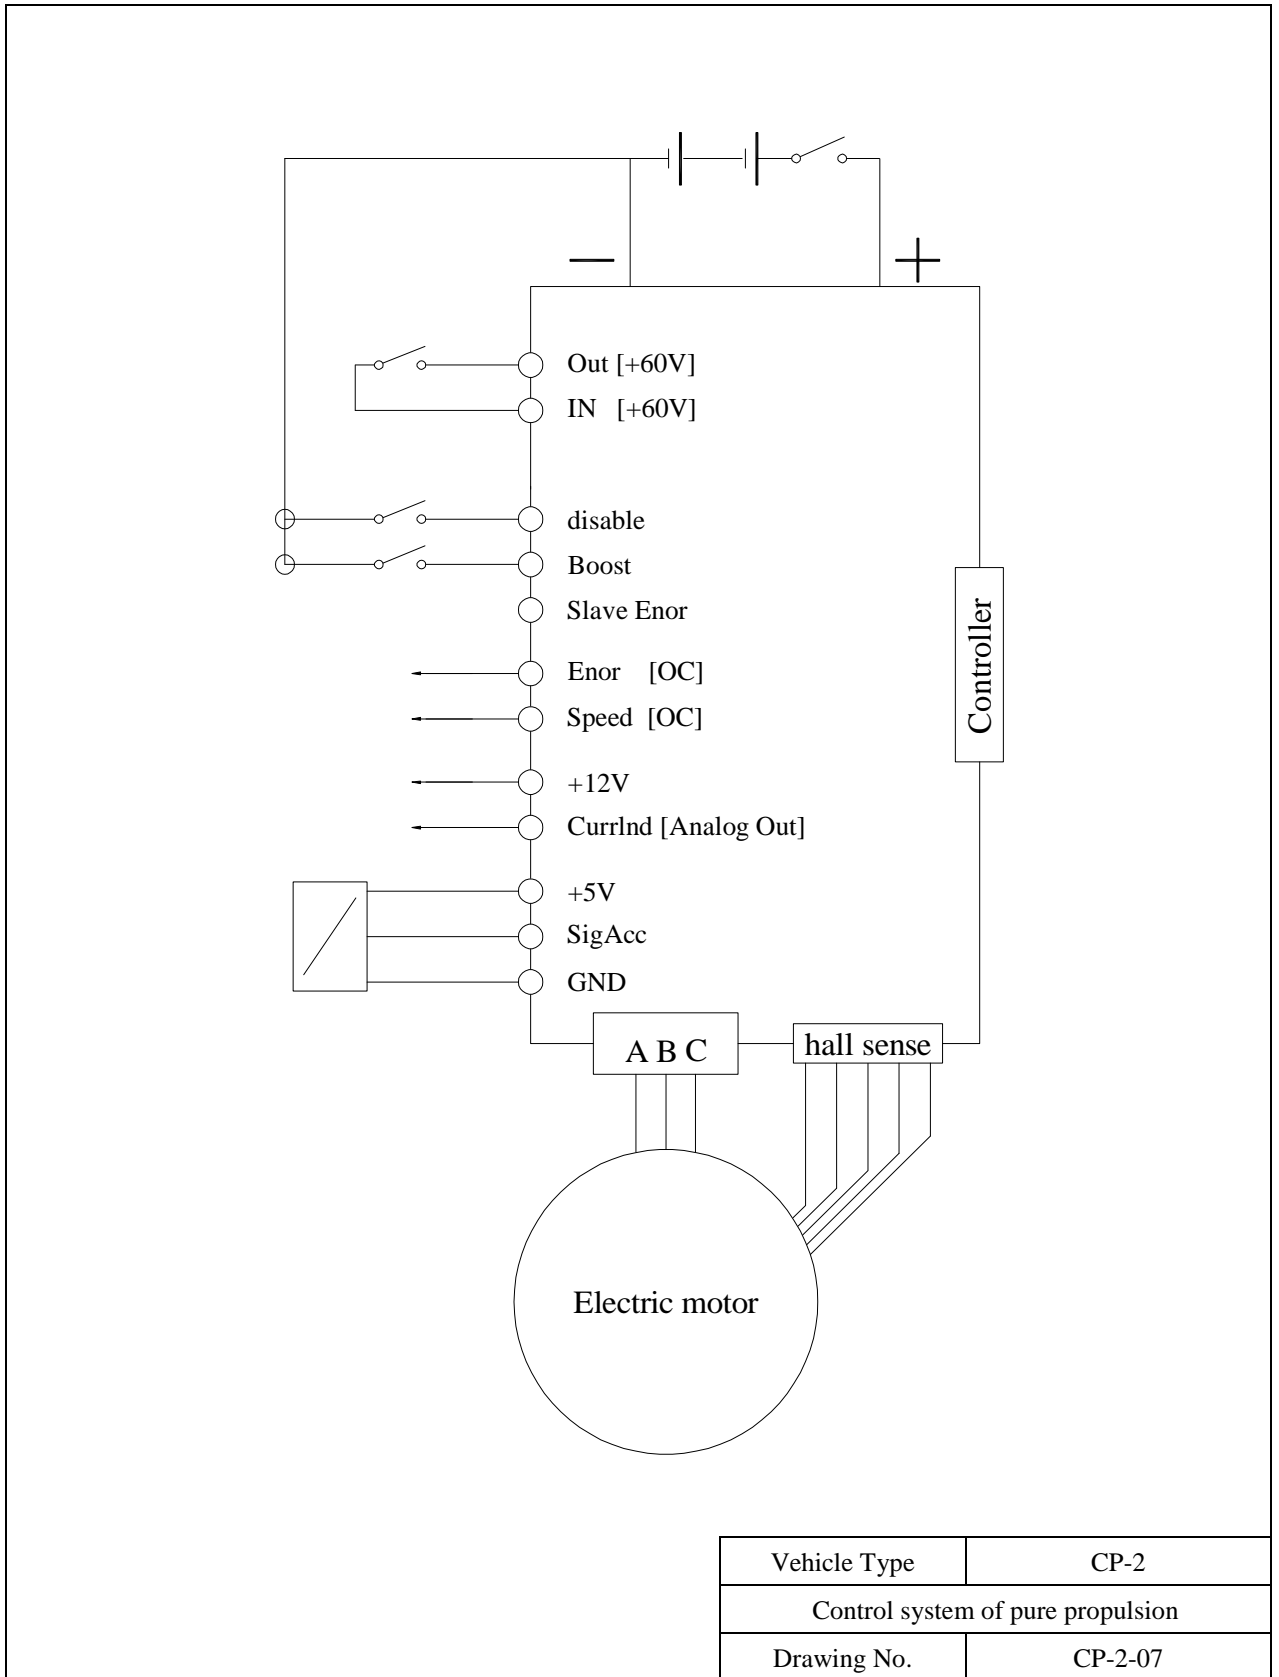 Out [+60V]
IN [+60V]
disable
Boost
Slave Enor
Enor [OC]
Speed [OC]
+12V
Currlnd [Analog Out]
+5V
SigAcc
GND
Controller
A B C
hall sense
Electric motor
Vehicle Type CP-2
Control system of pure propulsion
Drawing No. CP-2-07